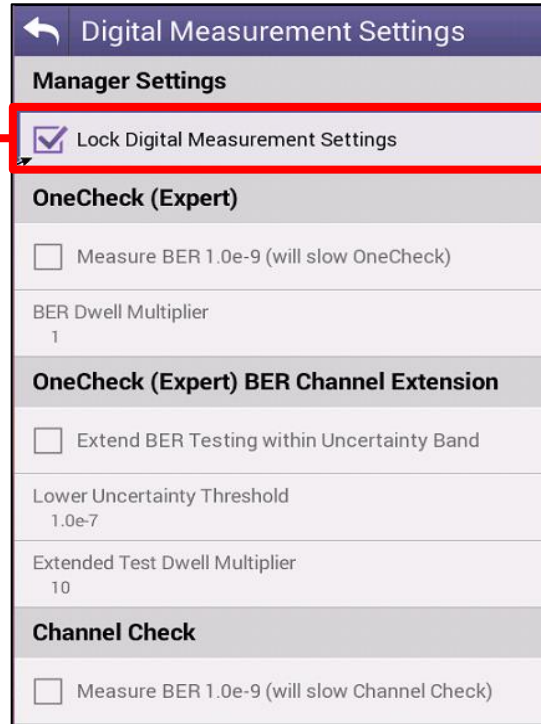 Digital Measurement Settings
Manager Settings
Lock Digital Measurement Settings
OneCheck (Expert)
Measure BER 1.0e-9 (will slow OneCheck)
BER Dwell Multiplier
1
OneCheck (Expert) BER Channel Extension
Extend BER Testing within Uncertainty Band
Lower Uncertainty Threshold
1.0e-7
Extended Test Dwell Multiplier
10
Channel Check
Measure BER 1.0e-9 (will slow Channel Check)